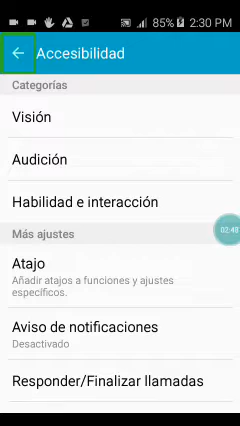 85% 2:30 PM
Accesibilidad
Categorías
Visión
Audición
Habilidad e interacción
Más ajustes
Atajo
Añadir atajos a funciones y ajustes
específicos.
02:48
Aviso de notificaciones
Desactivado
Responder/Finalizar llamadas